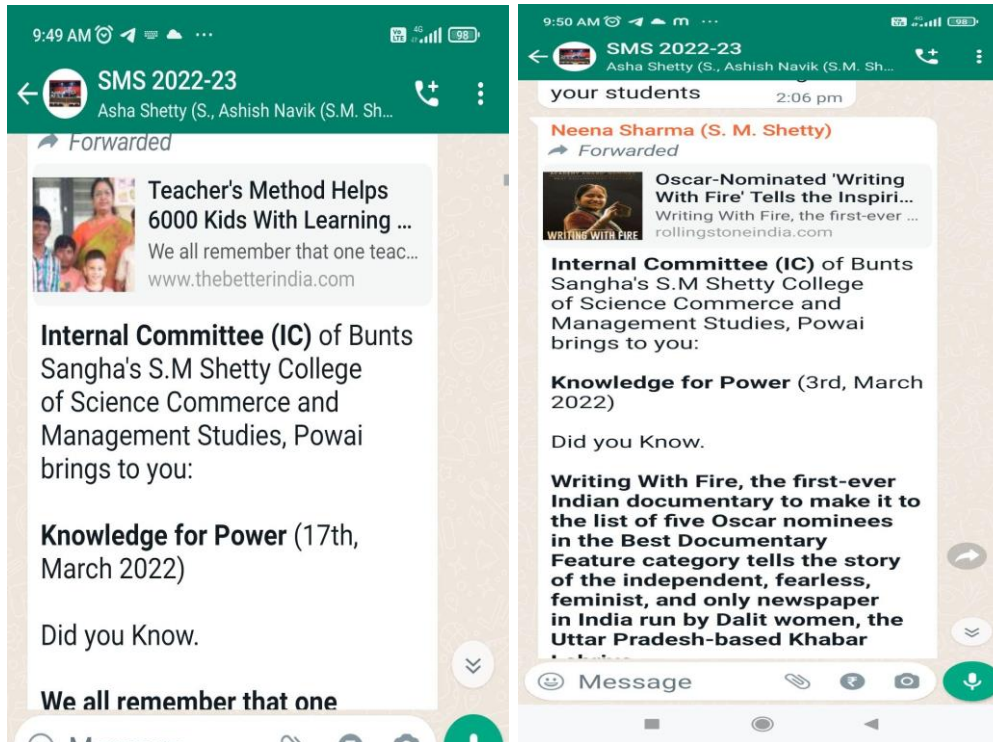 9:49 AM
4G
Vo LTE
98
SMS 2022-23
Asha Shetty (S., Ashish Navik (S.M. Sh...
Forwarded
Teacher's Method Helps
6000 Kids With Learning ...
We all remember that one teac...
www.thebetterindia.com
Internal Committee (IC) of Bunts
Sangha's S.M Shetty College
of Science Commerce and
Management Studies, Powai
brings to you:
Knowledge for Power (17th,
March 2022)
Did you Know.
We all remember that one
9:50 AM
4G
98
SMS 2022-23
Asha Shetty (S., Ashish Navik (S.M. Sh...
your students
2:06 pm
Neena Sharma (S. M. Shetty)
Forwarded
WRITING WITH FIRE
Oscar-Nominated 'Writing
With Fire' Tells the Inspiri...
Writing With Fire, the first-ever ...
rollingstoneindia.com
Internal Committee (IC) of Bunts
Sangha's S.M Shetty College
of Science Commerce and
Management Studies, Powai
brings to you:
Knowledge for Power (3rd, March
2022)
Did you Know.
Writing With Fire, the first-ever
Indian documentary to make it to
the list of five Oscar nominees
in the Best Documentary
Feature category tells the story
of the independent, fearless,
feminist, and only newspaper
in India run by Dalit women, the
Uttar Pradesh-based Khabar
Message